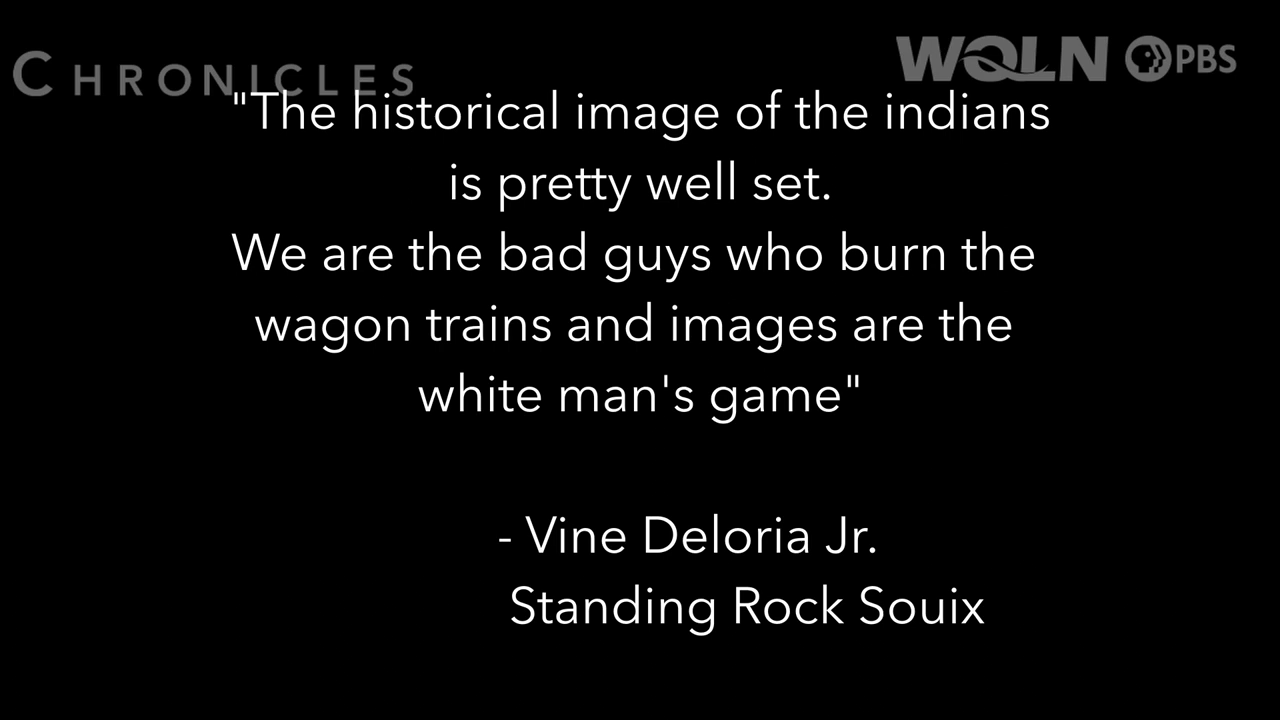 CHRONICLES
WQLN PBS
"The historical image of the indians
is pretty well set.
We are the bad guys who burn the
wagon trains and images are the
white man's game"
- Vine Deloria Jr.
Standing Rock Souix